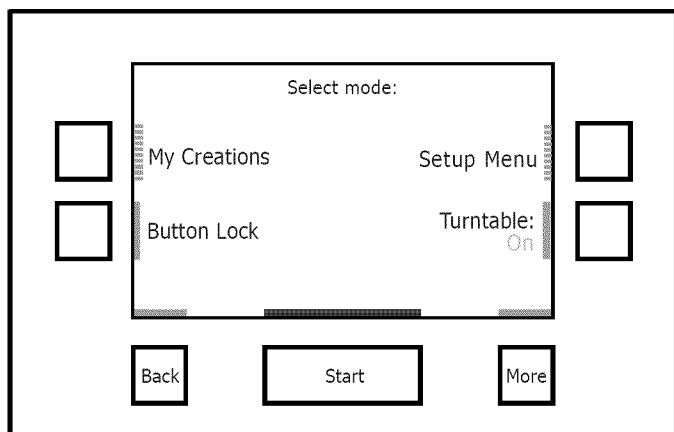 Select mode:
My Creations
Setup Menu
Button Lock
Turntable:
On
Back
Start
More